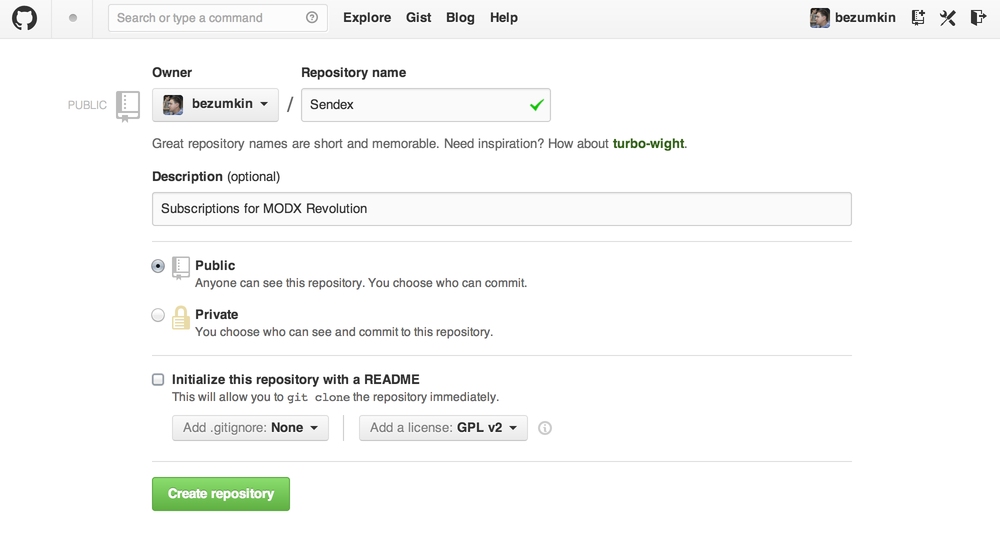 Search or type a command Explore Gist Blog Help bezumkin
Owner Repository name
PUBLIC bezumkin / Sendex
Great repository names are short and memorable. Need inspiration? How about turbo-wight.
Description (optional)
Subscriptions for MODX Revolution
Public
Anyone can see this repository. You choose who can commit.
Private
You choose who can see and commit to this repository.
Initialize this repository with a README
This will allow you to git clone the repository immediately.
Add .gitignore: None Add a license: GPL v2
Create repository